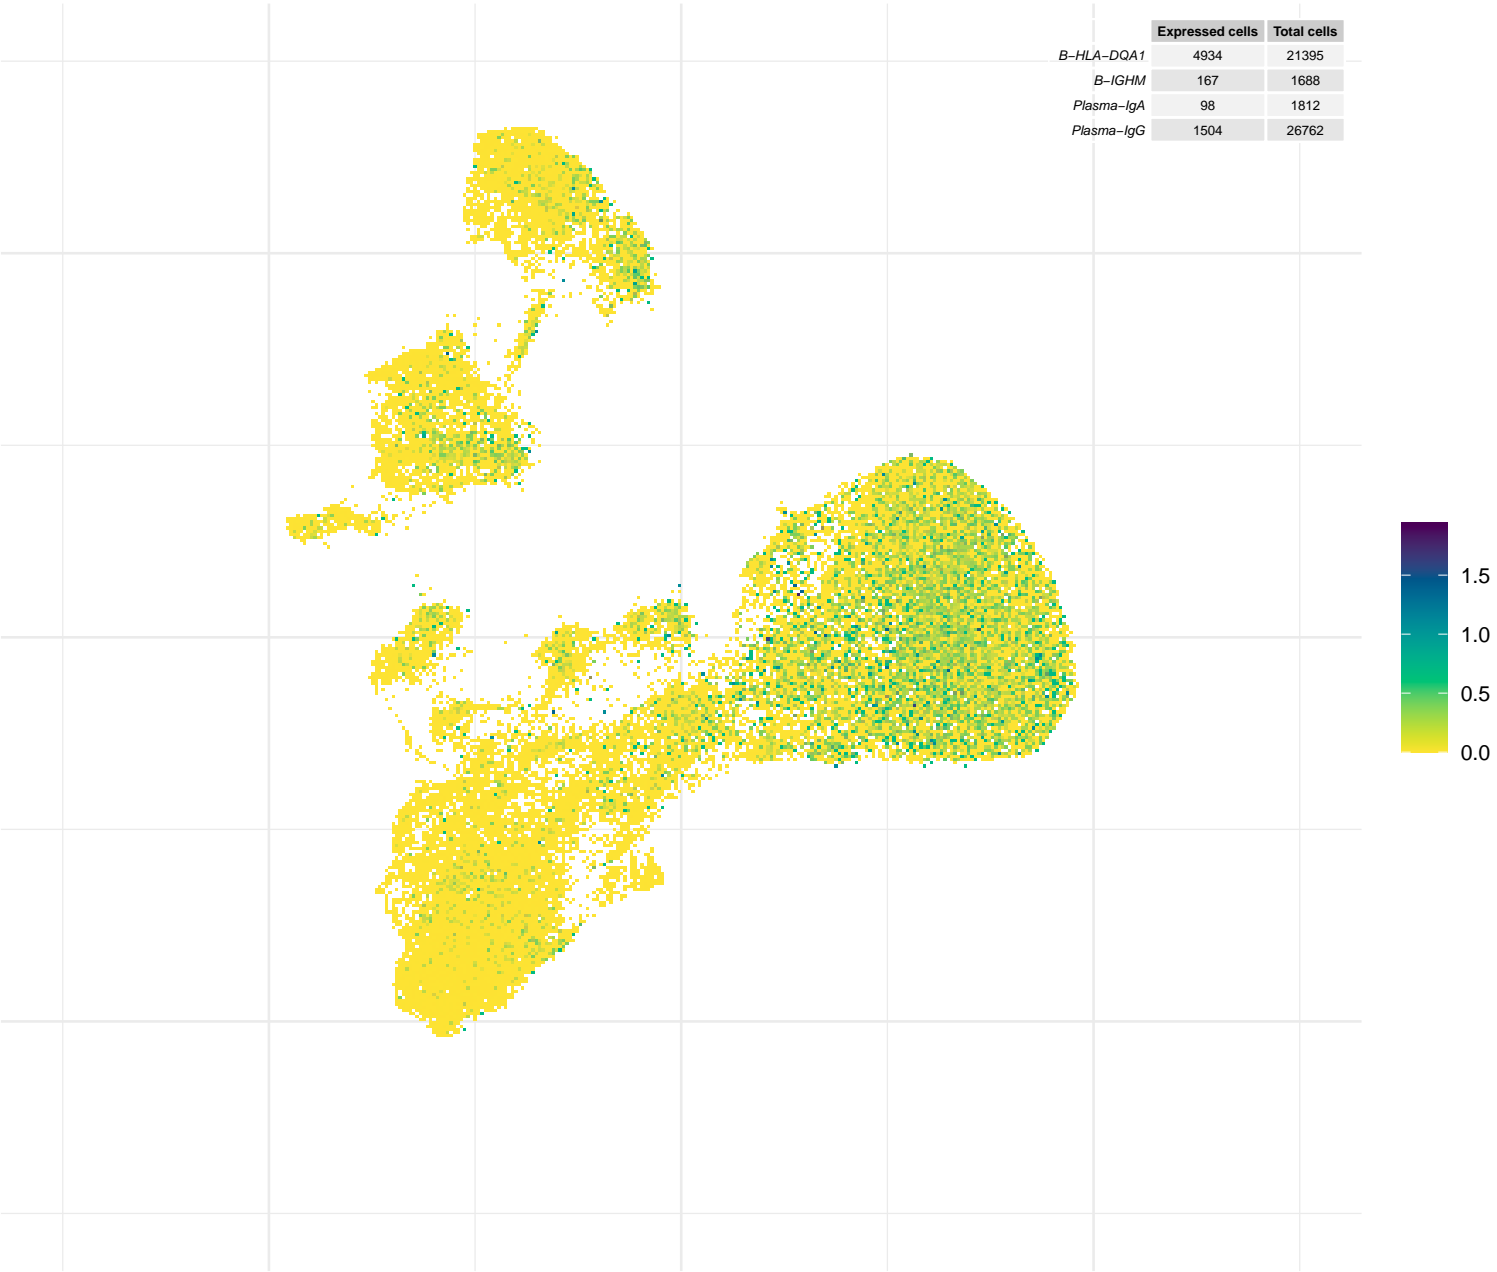 Expressed cells Total cells
B−HLA−DQA1 4934 21395
B−IGHM 167 1688
Plasma−IgA 98 1812
Plasma−IgG 1504 26762
1.5
1.0
0.5
0.0